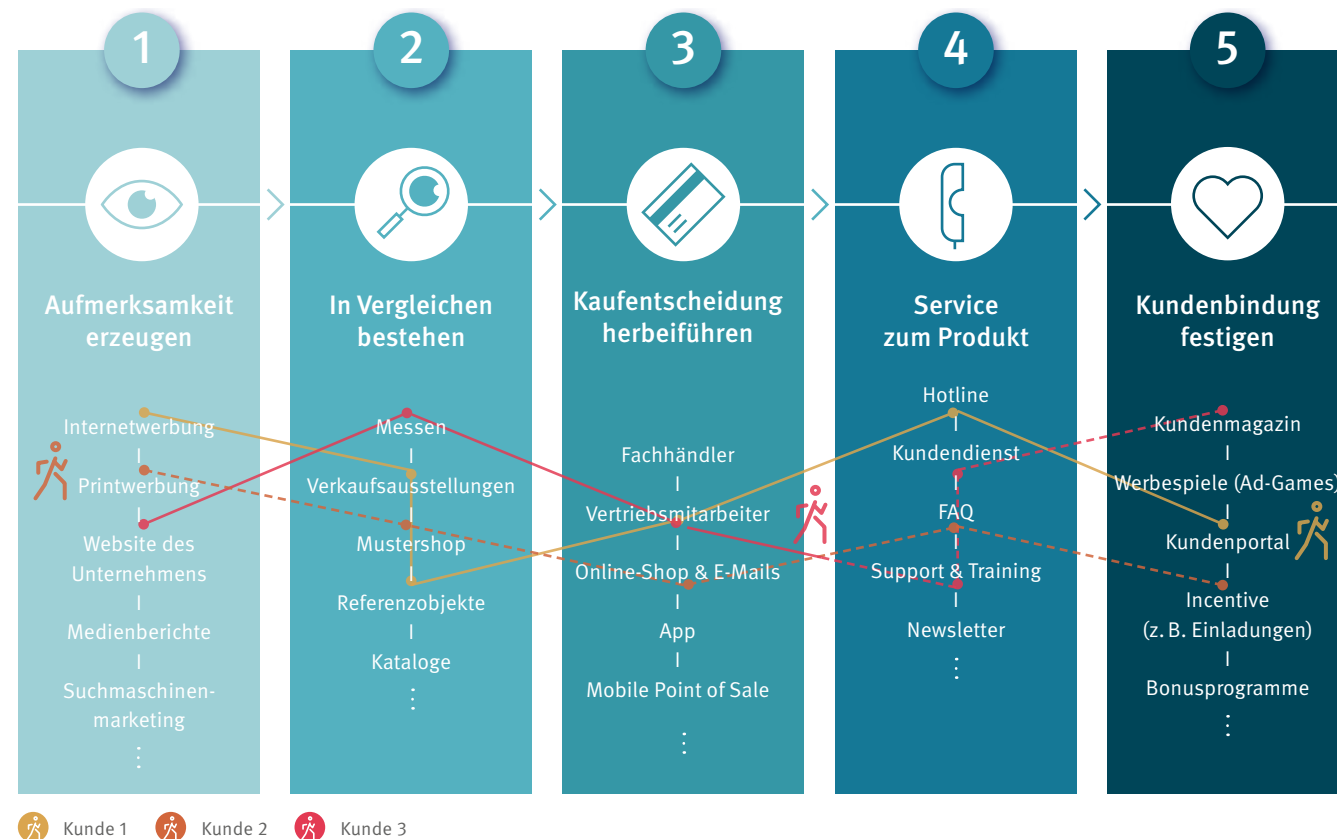 1
2
3
4
5
Aufmerksamkeit
erzeugen
In Vergleichen
bestehen
Kaufentscheidung
herbeiführen
Service
zum Produkt
Kundenbindung
festigen
Internetwerbung
Printwerbung
Website des
Unternehmens
Medienberichte
Suchmaschinen-
marketing
Messen
Verkaufsausstellungen
Mustershop
Referenzobjekte
Kataloge
Fachhändler
Vertriebsmitarbeiter
Online-Shop & E-Mails
App
Mobile Point of Sale
Hotline
Kundendienst
FAQ
Support & Training
Newsletter
Kundenmagazin
Werbespiele (Ad-Games)
Kundenportal
Incentive
(z. B. Einladungen)
Bonusprogramme
Kunde 1
Kunde 2
Kunde 3